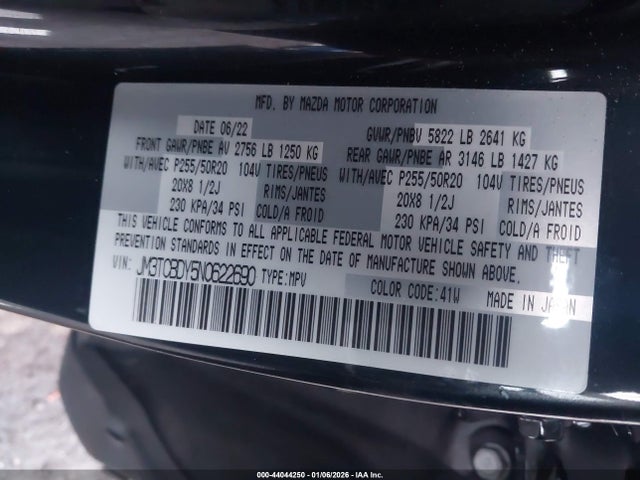 MFD. BY MAZDA MOTOR CORPORATION
DATE 06/22 GVWR/PNBV 5822 LB 2641 KG
FRONT GAWR/PNBE AV 2756 LB 1250 KG REAR GAWR/PNBE AR 3146 LB 1427 KG
WITH/AVEC P255/50R20 104V TIRES/PNEUS WITH/AVEC P255/50R20 104V TIRES/PNEUS
20X8 1/2J RIMS/JANTES 20X8 1/2J RIMS/JANTES
230 KPA/34 PSI COLD/A FROID 230 KPA/34 PSI COLD/A FROID
THIS VEHICLE CONFORMS TO ALL APPLICABLE FEDERAL MOTOR VEHICLE SAFETY AND THEFT
PREVENTION STANDARDS IN EFFECT ON THE DATE OF MANUFACTURE SHOWN ABOVE.
VIN: JM3TCBDY5N0622690 TYPE:MPV COLOR CODE:41W MADE IN JAPAN
000-44044250 01/06/2026 IAA Inc.